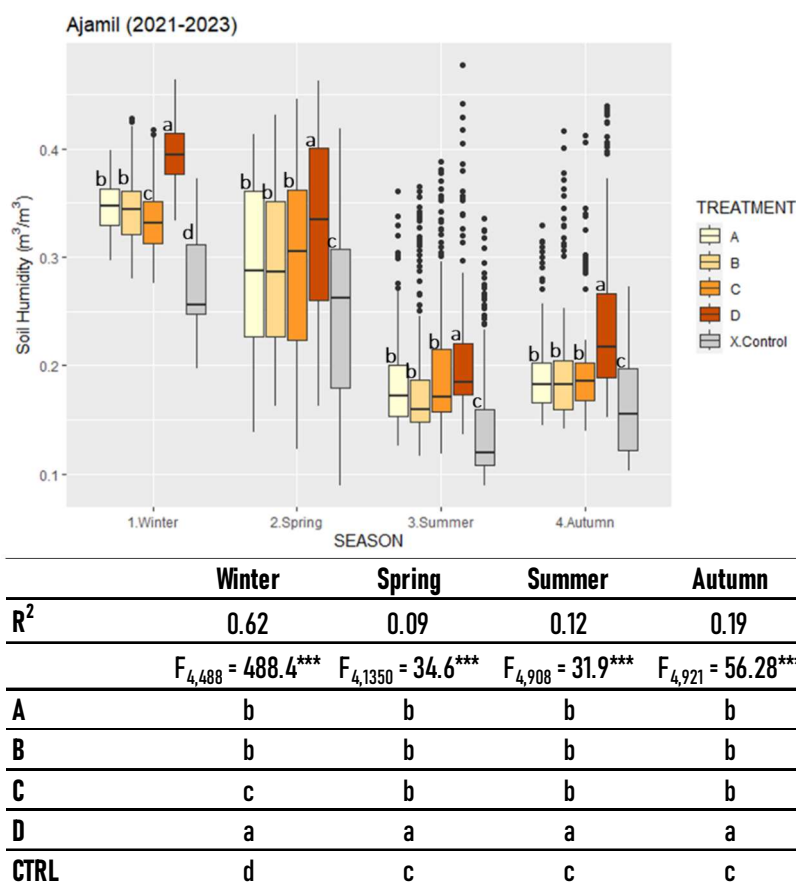 Ajamil (2021-2023)
Soil Humidity (m³/m³)
0.4
0.3
0.2
0.1
b b c a d
b b b a c
b b b a c
b b b a c
1.Winter 2.Spring 3.Summer 4.Autumn
SEASON
TREATMENT
A
B
C
D
X.Control
Winter Spring Summer Autumn
R² 0.62 0.09 0.12 0.19
F4,488 = 488.4*** F4,1350 = 34.6*** F4,908 = 31.9*** F4,921 = 56.28**
A b b b b
B b b b b
C c b b b
D a a a a
CTRL d c c c